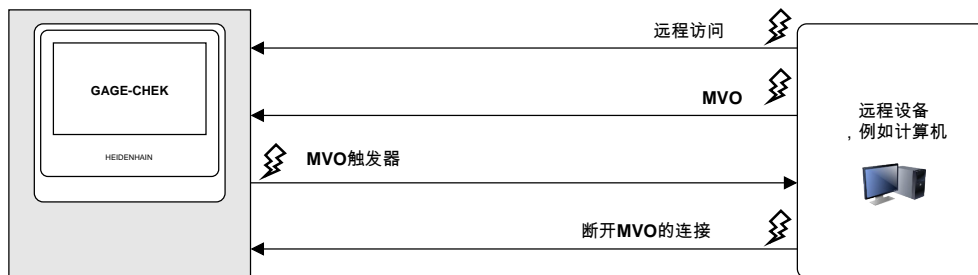 远程访问
GAGE-CHEK
MVO
远程设备
，例如计算机
HEIDENHAIN
MVO触发器
断开MVO的连接